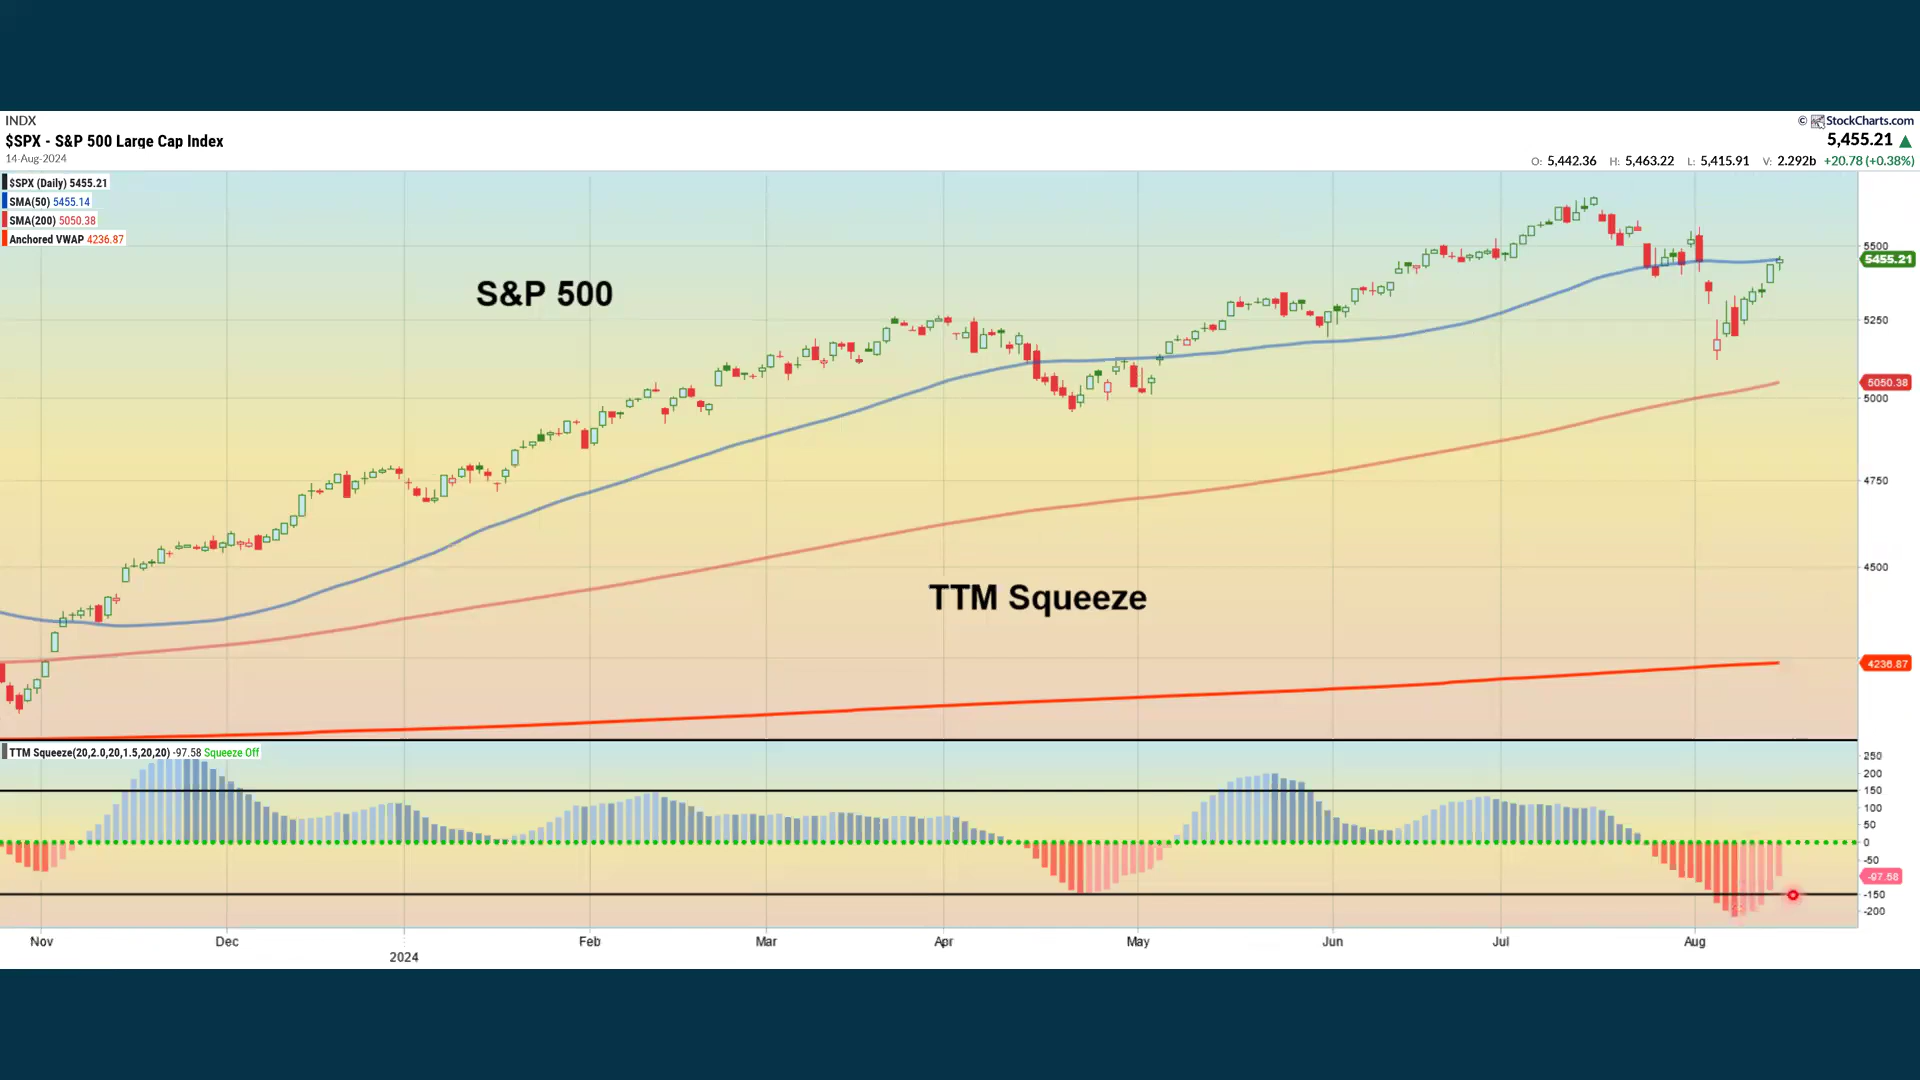 INDX
© StockCharts.com
$SPX - S&P 500 Large Cap Index
5,455.21 ▲
14-Aug-2024
O: 5,442.36 H: 5,463.22 L: 5,415.91 V: 2.292b +20.78 (+0.38%)
$SPX (Daily) 5455.21
SMA(50) 5455.14
SMA(200) 5050.38
Anchored VWAP 4236.87
S&P 500
TTM Squeeze
5500
5455.21
5250
5050.38
5000
4750
4500
4236.87
TTM Squeeze(20,2.0,20,1.5,20,20) -97.58 Squeeze Off
250
200
150
100
50
0
-50
-97.58
-150
-200
Nov Dec Feb Mar Apr May Jun Jul Aug
2024